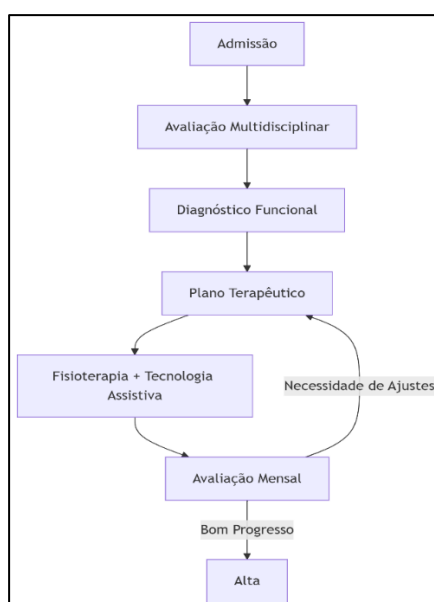 Admissão
Avaliação Multidisciplinar
Diagnóstico Funcional
Plano Terapêutico
Fisioterapia + Tecnologia
Assistiva
Necessidade de Ajustes
Avaliação Mensal
Bom Progresso
Alta